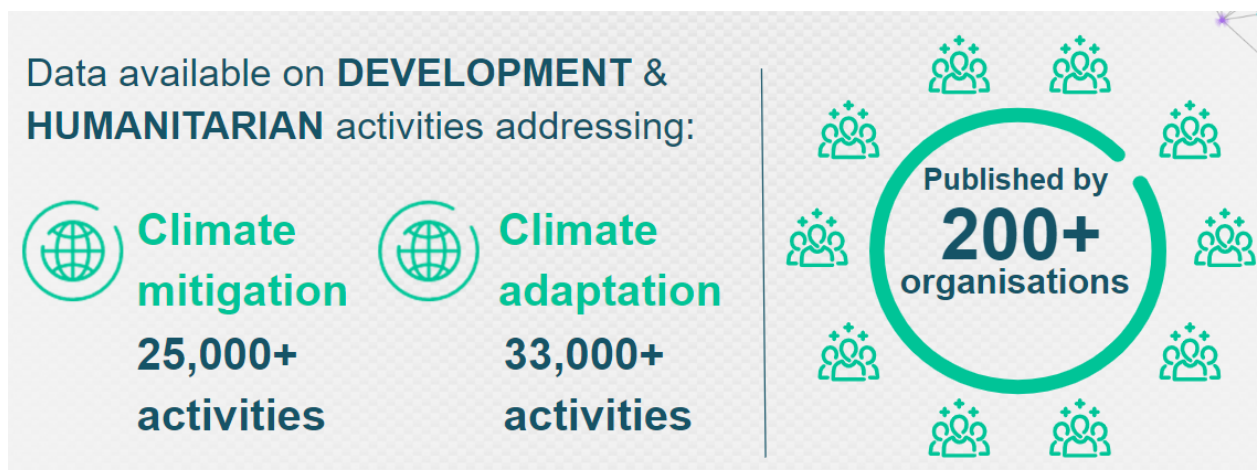 Data available on DEVELOPMENT &
HUMANITARIAN activities addressing:
Climate
mitigation
25,000+
activities
Climate
adaptation
33,000+
activities
Published by
200+
organisations